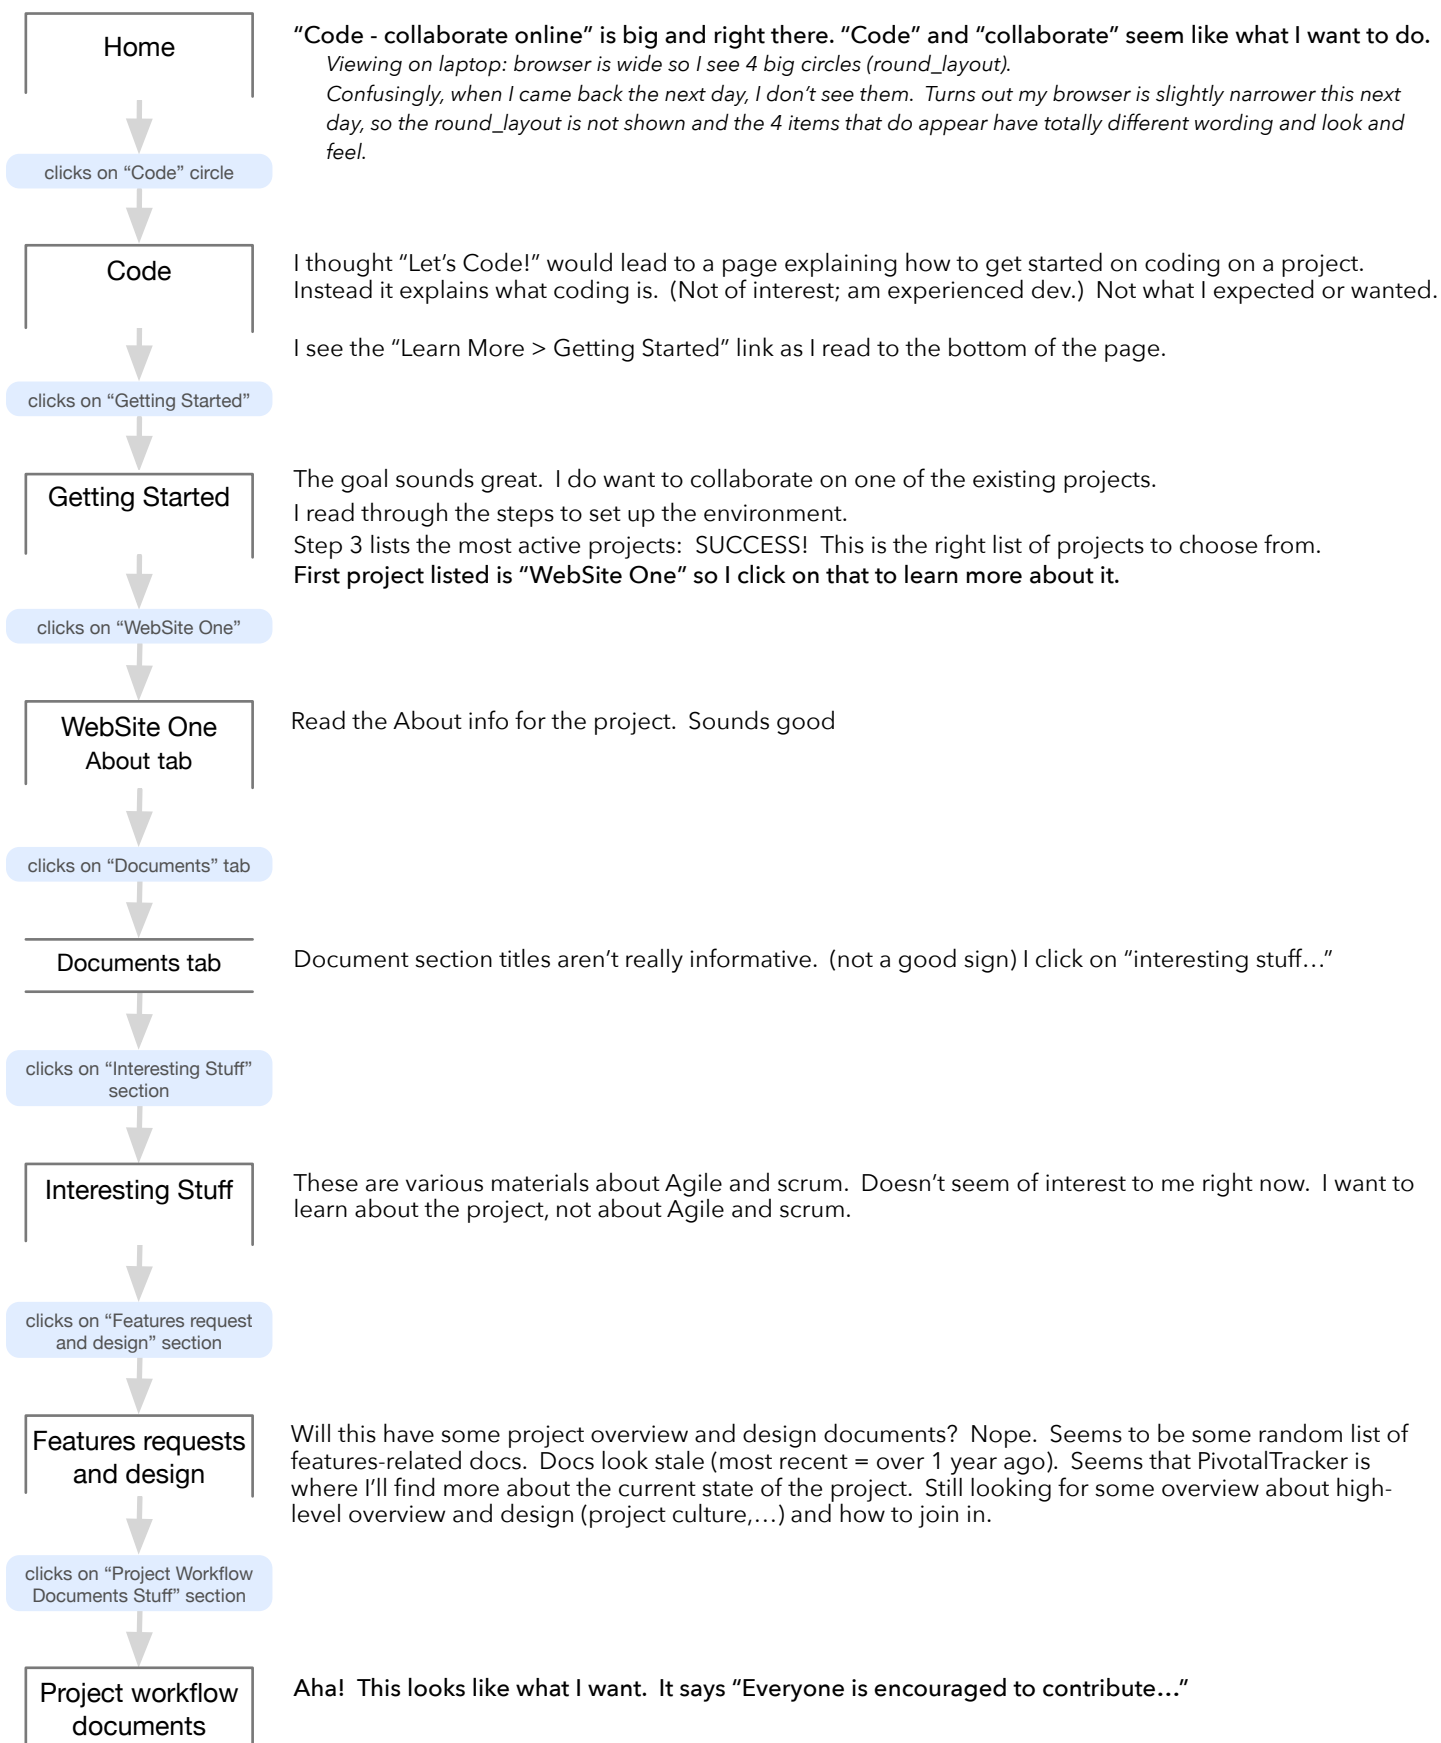 Home
“Code - collaborate online” is big and right there. “Code” and “collaborate” seem like what I want to do.
Viewing on laptop: browser is wide so I see 4 big circles (round_layout).
Confusingly, when I came back the next day, I don’t see them.  Turns out my browser is slightly narrower this next
day, so the round_layout is not shown and the 4 items that do appear have totally different wording and look and
feel.
clicks on “Code” circle
Code
I thought “Let’s Code!” would lead to a page explaining how to get started on coding on a project.
Instead it explains what coding is.  (Not of interest; am experienced dev.)  Not what I expected or wanted.
I see the “Learn More > Getting Started” link as I read to the bottom of the page.
clicks on “Getting Started”
Getting Started
The goal sounds great.  I do want to collaborate on one of the existing projects.
I read through the steps to set up the environment.
Step 3 lists the most active projects:  SUCCESS!  This is the right list of projects to choose from.
First project listed is “WebSite One” so I click on that to learn more about it.
clicks on “WebSite One”
WebSite One
About tab
Read the About info for the project.  Sounds good
clicks on “Documents” tab
Documents tab
Document section titles aren’t really informative.  (not a good sign) I click on “interesting stuff…”
clicks on “Interesting Stuff”
section
Interesting Stuff
These are various materials about Agile and scrum.  Doesn’t seem of interest to me right now.  I want to
learn about the project, not about Agile and scrum.
clicks on “Features request
and design” section
Features requests
and design
Will this have some project overview and design documents?  Nope.  Seems to be some random list of
features-related docs.  Docs look stale (most recent = over 1 year ago).  Seems that PivotalTracker is
where I’ll find more about the current state of the project.  Still looking for some overview about high-
level overview and design (project culture,…) and how to join in.
clicks on “Project Workflow
Documents Stuff” section
Project workflow
documents
Aha!  This looks like what I want.  It says “Everyone is encouraged to contribute…”